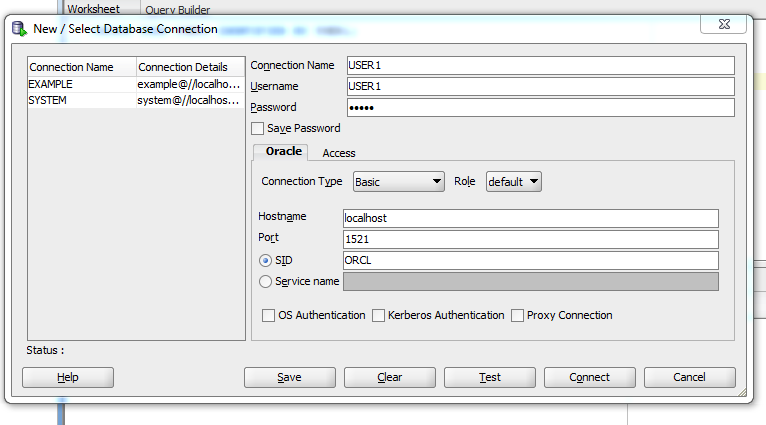 Worksheet Query Builder
New / Select Database Connection
Connection Name Connection Details
EXAMPLE example@//localho...
SYSTEM system@//localhos...
Connection Name USER1
Username USER1
Password •••••
Save Password
Oracle Access
Connection Type Basic Role default
Hostname localhost
Port 1521
SID ORCL
Service name
OS Authentication Kerberos Authentication Proxy Connection
Status :
Help Save Clear Test Connect Cancel